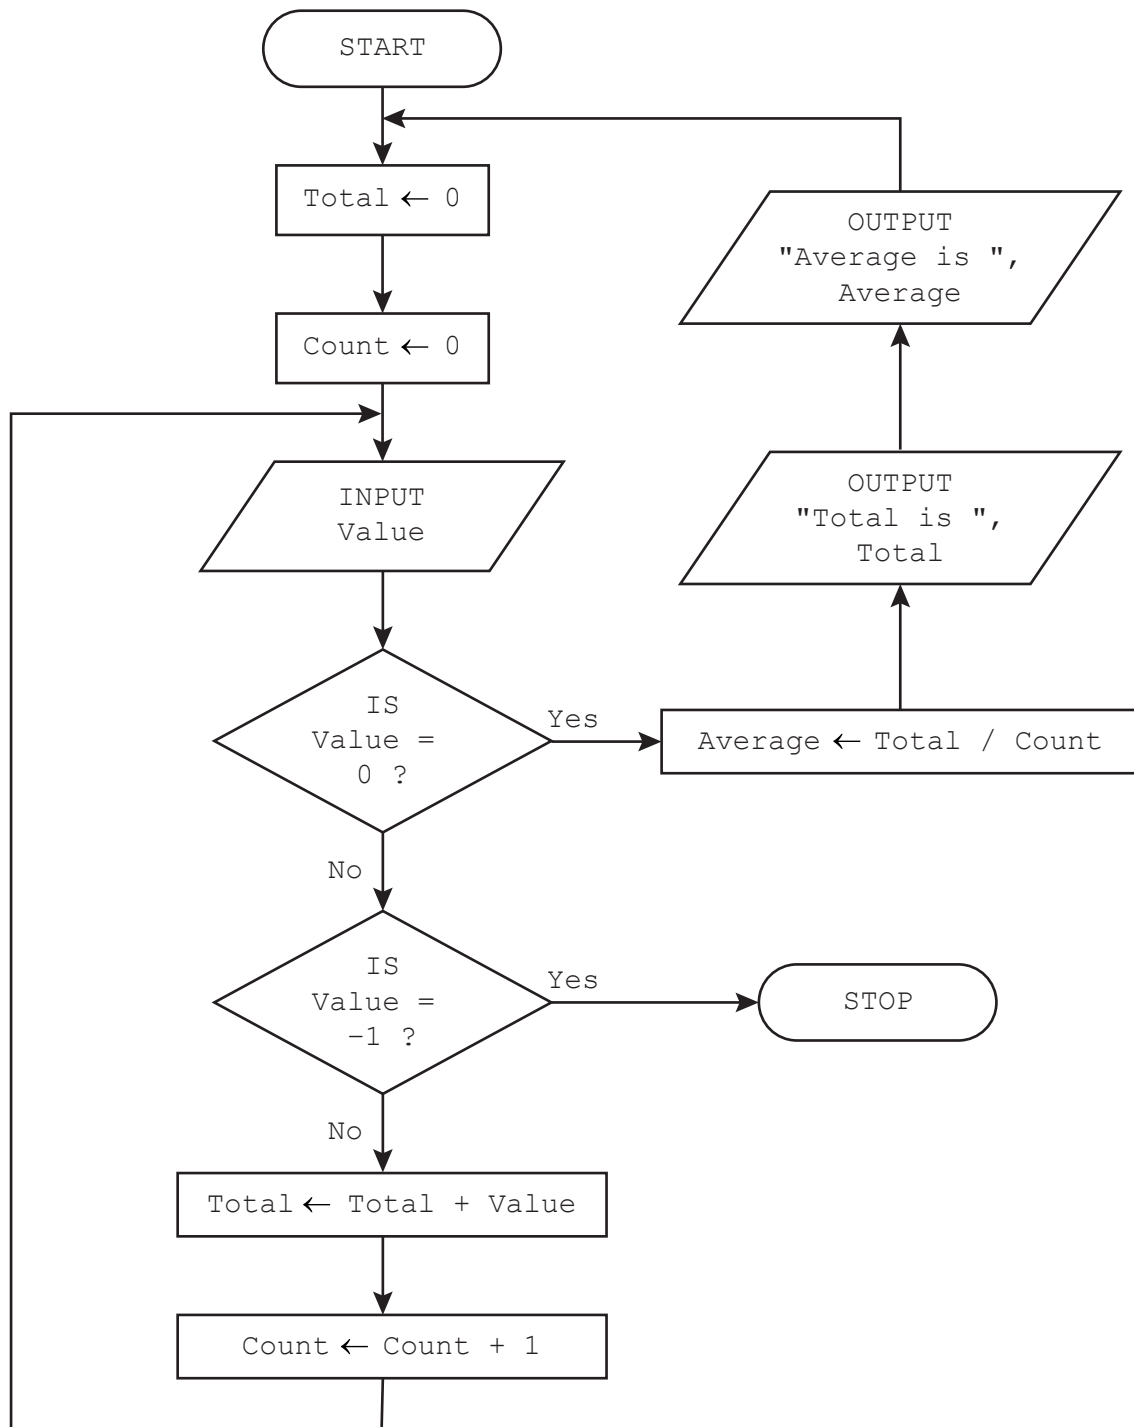 START
Total ← 0
Count ← 0
INPUT
Value
IS
Value =
0 ?
Yes
No
Average ← Total / Count
OUTPUT
"Total is ",
Total
OUTPUT
"Average is ",
Average
IS
Value =
−1 ?
Yes
STOP
No
Total ← Total + Value
Count ← Count + 1